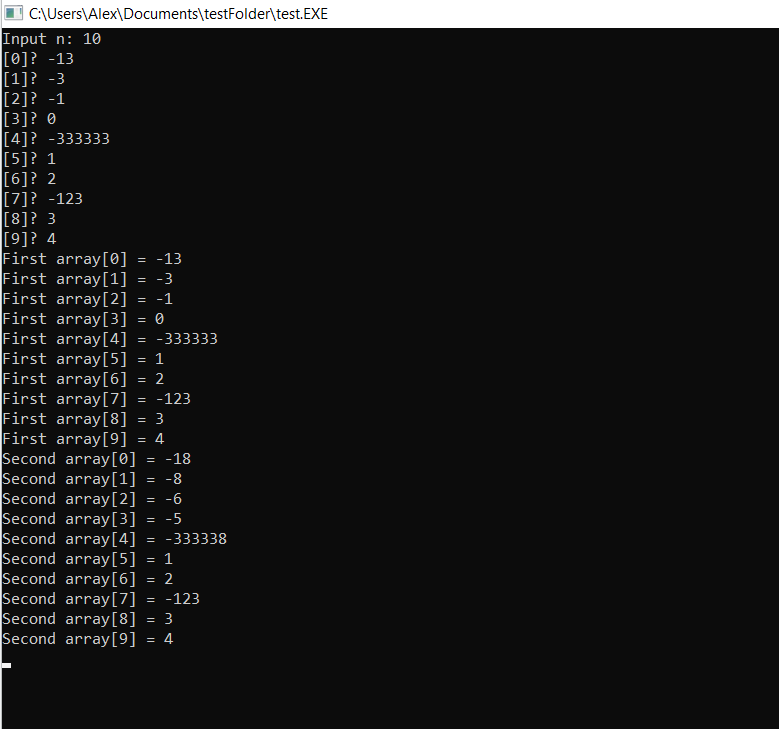 C:\Users\Alex\Documents\testFolder\test.EXE
Input n: 10
[0]? -13
[1]? -3
[2]? -1
[3]? 0
[4]? -333333
[5]? 1
[6]? 2
[7]? -123
[8]? 3
[9]? 4
First array[0] = -13
First array[1] = -3
First array[2] = -1
First array[3] = 0
First array[4] = -333333
First array[5] = 1
First array[6] = 2
First array[7] = -123
First array[8] = 3
First array[9] = 4
Second array[0] = -18
Second array[1] = -8
Second array[2] = -6
Second array[3] = -5
Second array[4] = -333338
Second array[5] = 1
Second array[6] = 2
Second array[7] = -123
Second array[8] = 3
Second array[9] = 4